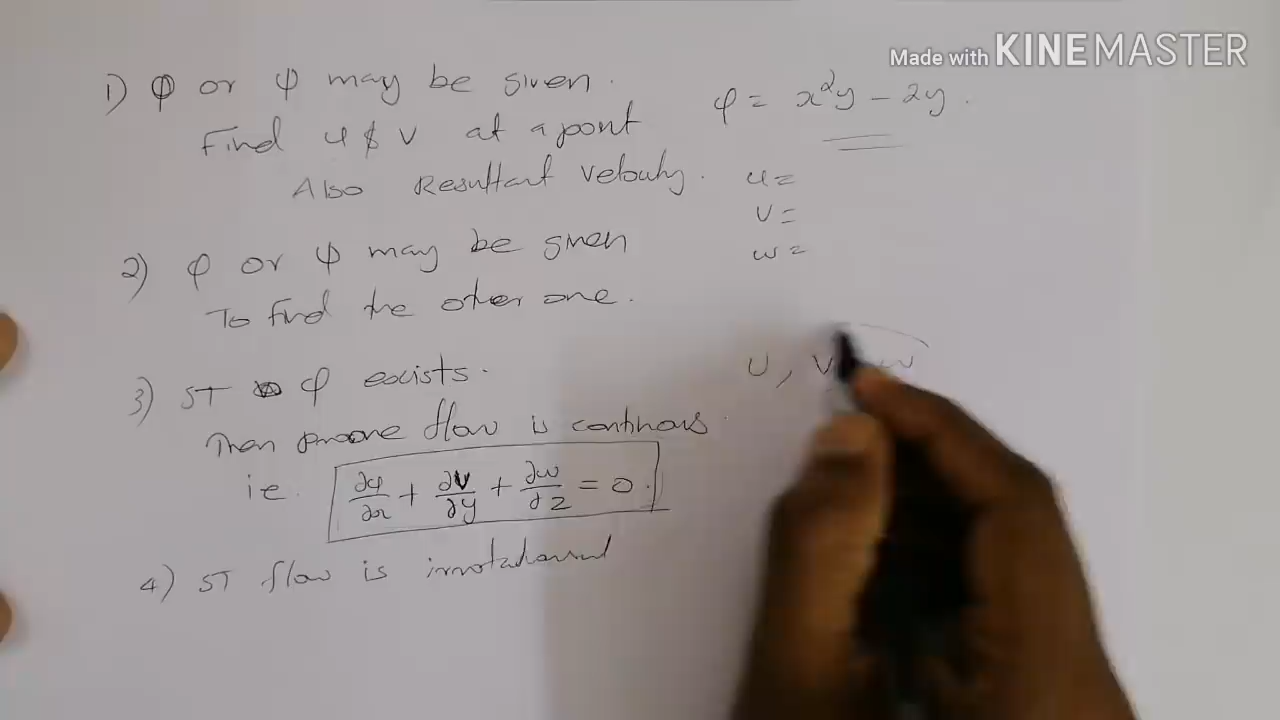 Made with KINEMASTER
1) φ or ψ may be given.
Find u & v at a point
Also Resultant Velocity.
φ = x²y − 2y.
u =
v =
w =
2) φ or ψ may be given
To find the other one.
3) ST φ exists.
Then prove flow is continous.
i.e. ∂u/∂x + ∂v/∂y + ∂w/∂z = 0.
U, V w
4) ST flow is irrotational